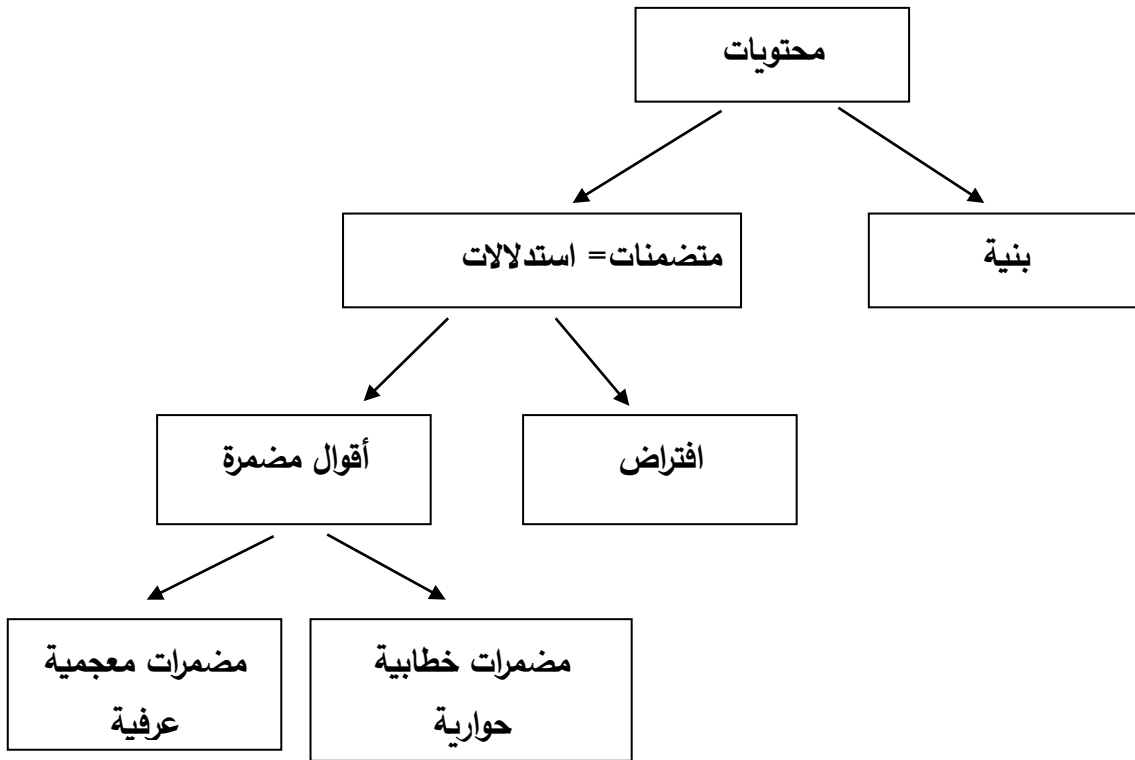 محتويات
بنية
متضمنات= استدلالات
افتراض
أقوال مضمرة
مضمرات خطابية
حوارية
مضمرات معجمية
عرفية